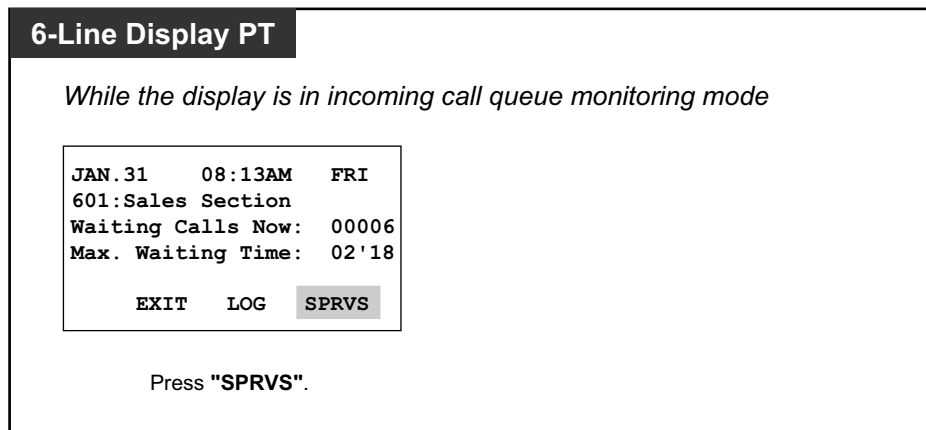 6-Line Display PT
While the display is in incoming call queue monitoring mode
JAN.31 08:13AM FRI
601:Sales Section
Waiting Calls Now: 00006
Max. Waiting Time: 02'18
EXIT LOG SPRVS
Press "SPRVS".